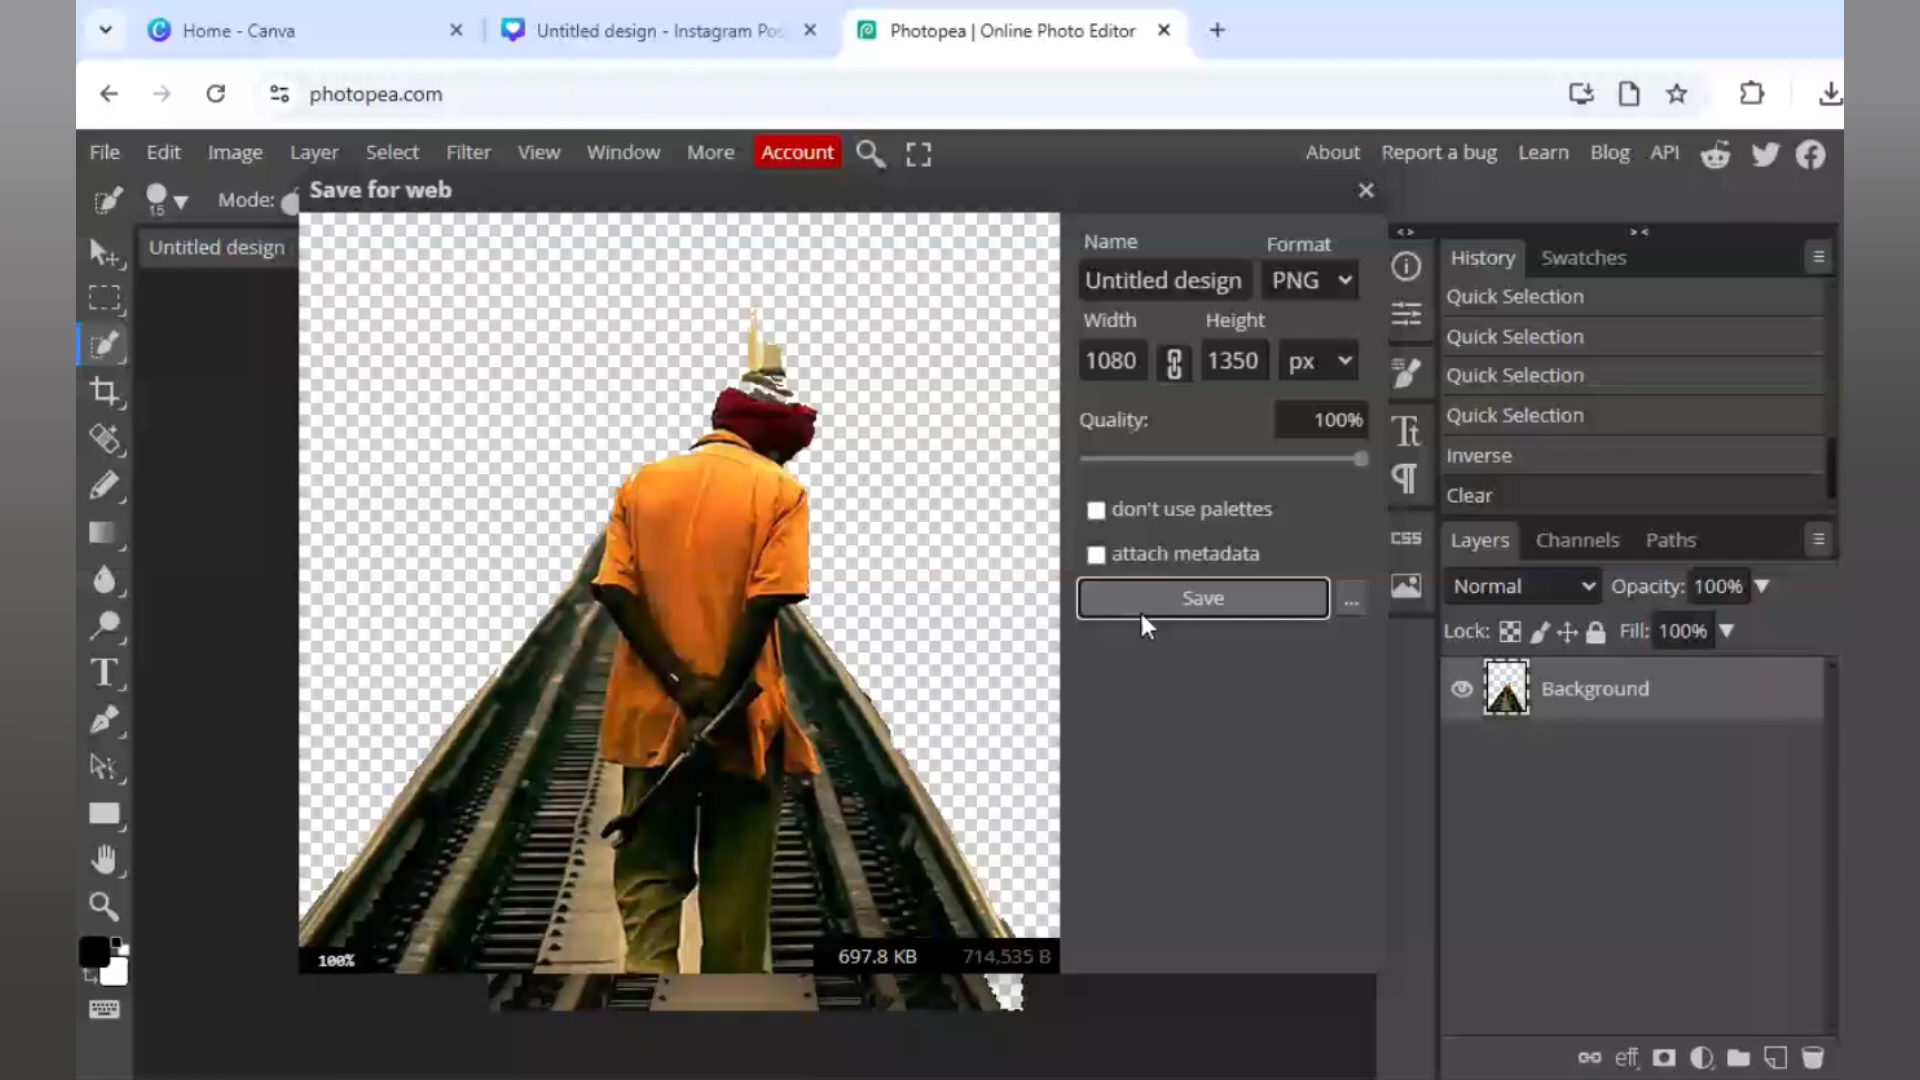 Home - Canva
Untitled design - Instagram Pos
Photopea | Online Photo Editor
photopea.com
File Edit Image Layer Select Filter View Window More Account
About Report a bug Learn Blog API
15 Mode:
Save for web
Untitled design
Name Format
Untitled design PNG
Width Height
1080 1350 px
Quality: 100%
don't use palettes
attach metadata
Save ...
100%
697.8 KB 714,535 B
CSS
History Swatches
Quick Selection
Quick Selection
Quick Selection
Quick Selection
Inverse
Clear
Layers Channels Paths
Normal Opacity: 100%
Lock: Fill: 100%
Background
eff